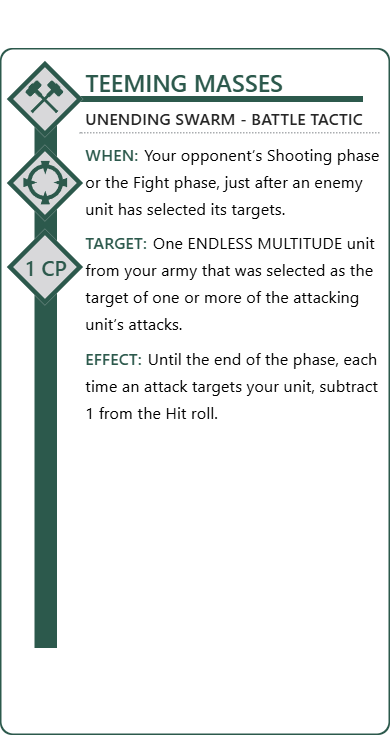 TEEMING MASSES
UNENDING SWARM - BATTLE TACTIC
WHEN: Your opponent's Shooting phase
or the Fight phase, just after an enemy
unit has selected its targets.
TARGET: One ENDLESS MULTITUDE unit
from your army that was selected as the
target of one or more of the attacking
unit's attacks.
1 CP
EFFECT: Until the end of the phase, each
time an attack targets your unit, subtract
1 from the Hit roll.